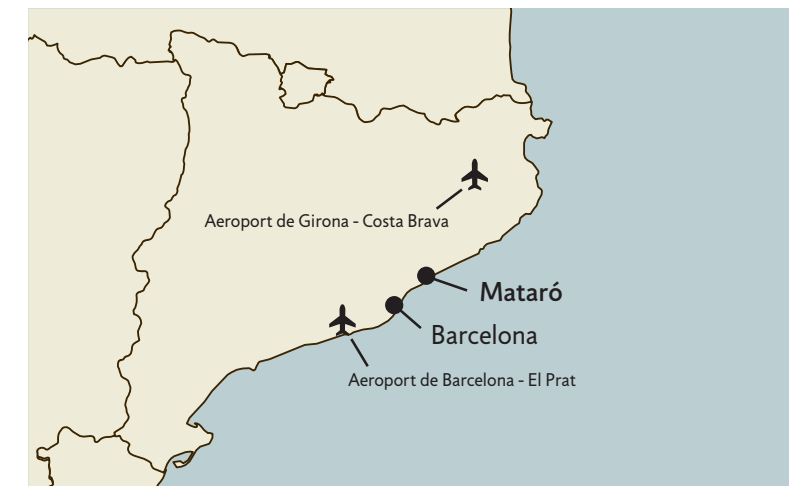 Aeroport de Girona - Costa Brava
Mataró
Barcelona
Aeroport de Barcelona - El Prat